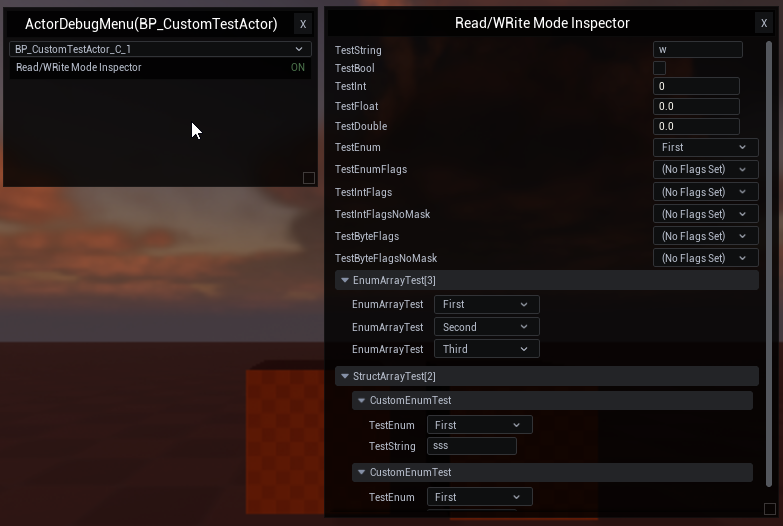 ActorDebugMenu(BP_CustomTestActor) X
BP_CustomTestActor_C_1
Read/WRite Mode Inspector ON
Read/WRite Mode Inspector X
TestString w
TestBool
TestInt 0
TestFloat 0.0
TestDouble 0.0
TestEnum First
TestEnumFlags (No Flags Set)
TestIntFlags (No Flags Set)
TestIntFlagsNoMask (No Flags Set)
TestByteFlags (No Flags Set)
TestByteFlagsNoMask (No Flags Set)
EnumArrayTest[3]
EnumArrayTest First
EnumArrayTest Second
EnumArrayTest Third
StructArrayTest[2]
CustomEnumTest
TestEnum First
TestString sss
CustomEnumTest
TestEnum First